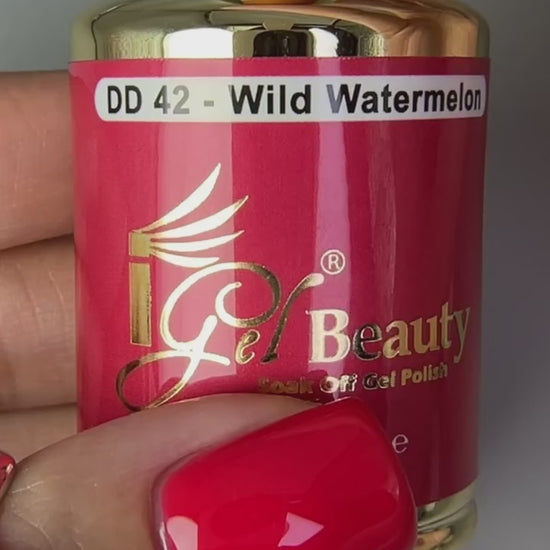 DD 42 - Wild Watermelon
iGel Beauty®
Soak Off Gel Polish
e